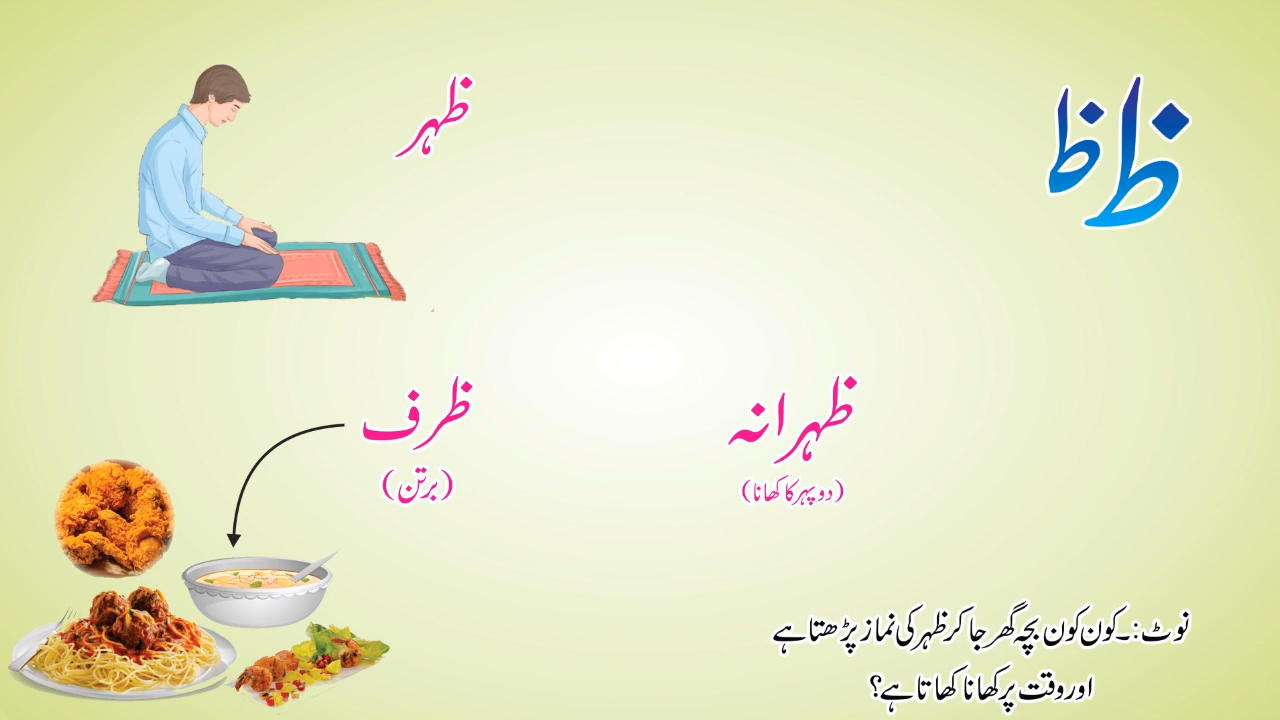 ظ ظ
ظہر
ظہرانہ
(دوپہر کا کھانا)
ظرف
(برتن)
نوٹ:۔کون کون بچہ گھر جا کر ظہر کی نماز پڑھتا ہے
اور وقت پر کھانا کھاتا ہے؟